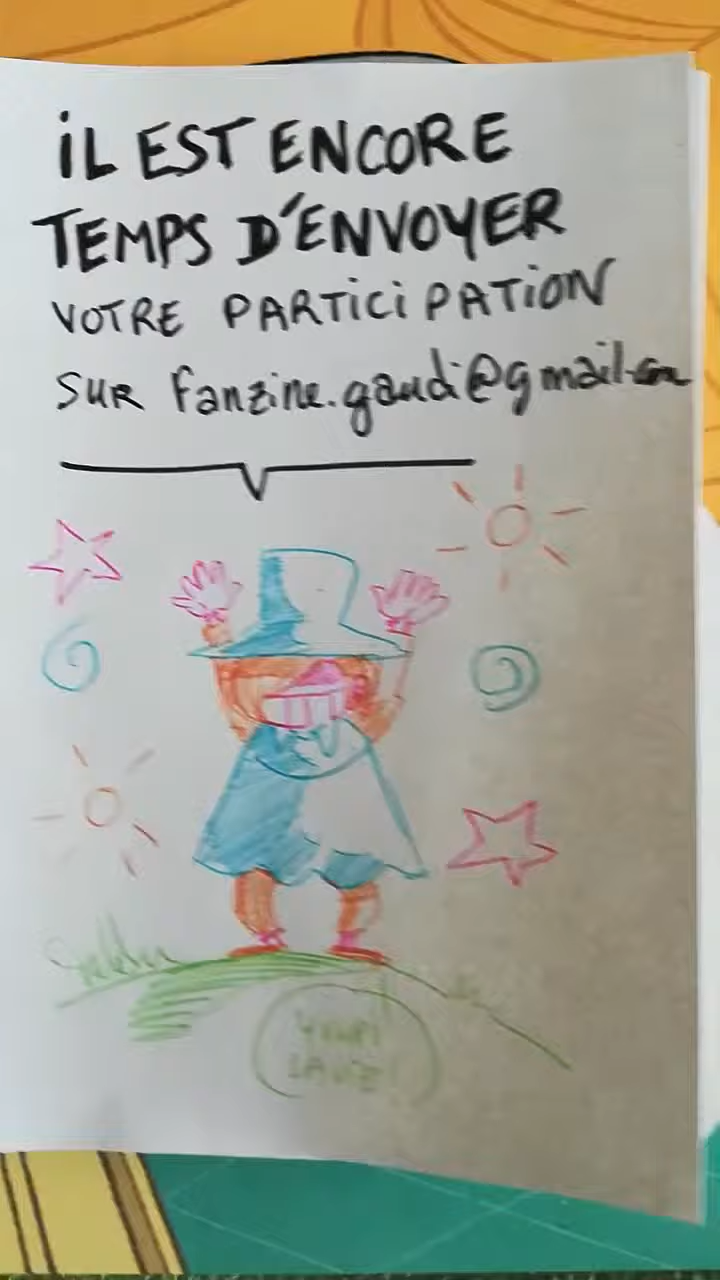 iL EST ENCORE
TEMPS D'ENVOYER
VOTRE PARTICiPATiON
SUR fanzine.gaudi@gmail.com